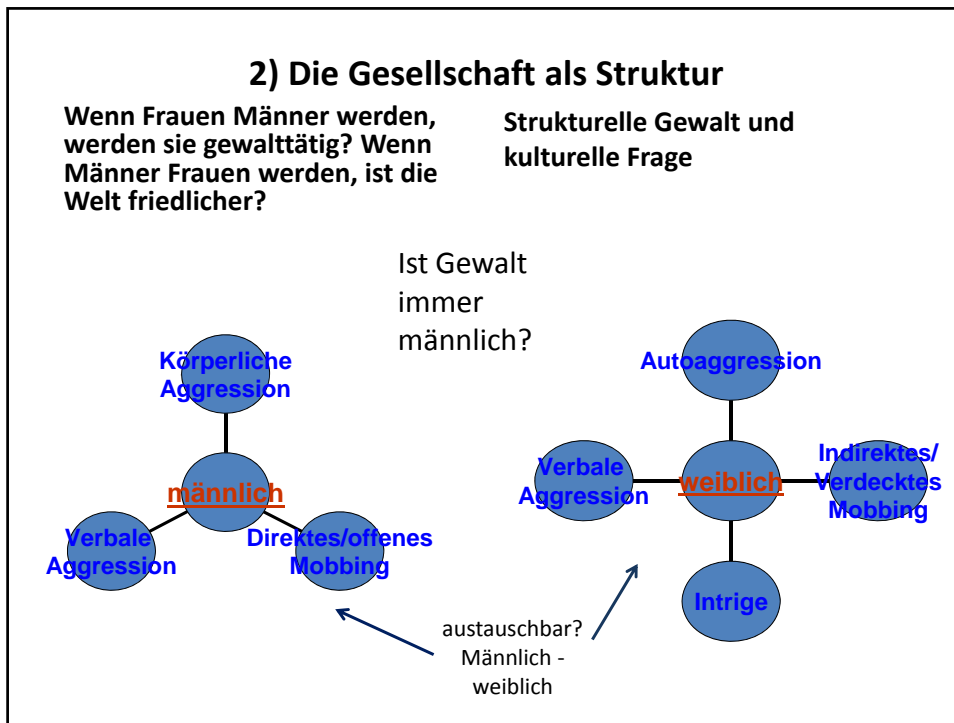 2) Die Gesellschaft als Struktur
Wenn Frauen Männer werden,
werden sie gewalttätig? Wenn
Männer Frauen werden, ist die
Welt friedlicher?
Strukturelle Gewalt und
kulturelle Frage
Ist Gewalt
immer
männlich?
Körperliche
Aggression
männlich
Verbale
Aggression
Direktes/offenes
Mobbing
Autoaggression
Verbale
Aggression
weiblich
Indirektes/
Verdecktes
Mobbing
Intrige
austauschbar?
Männlich -
weiblich